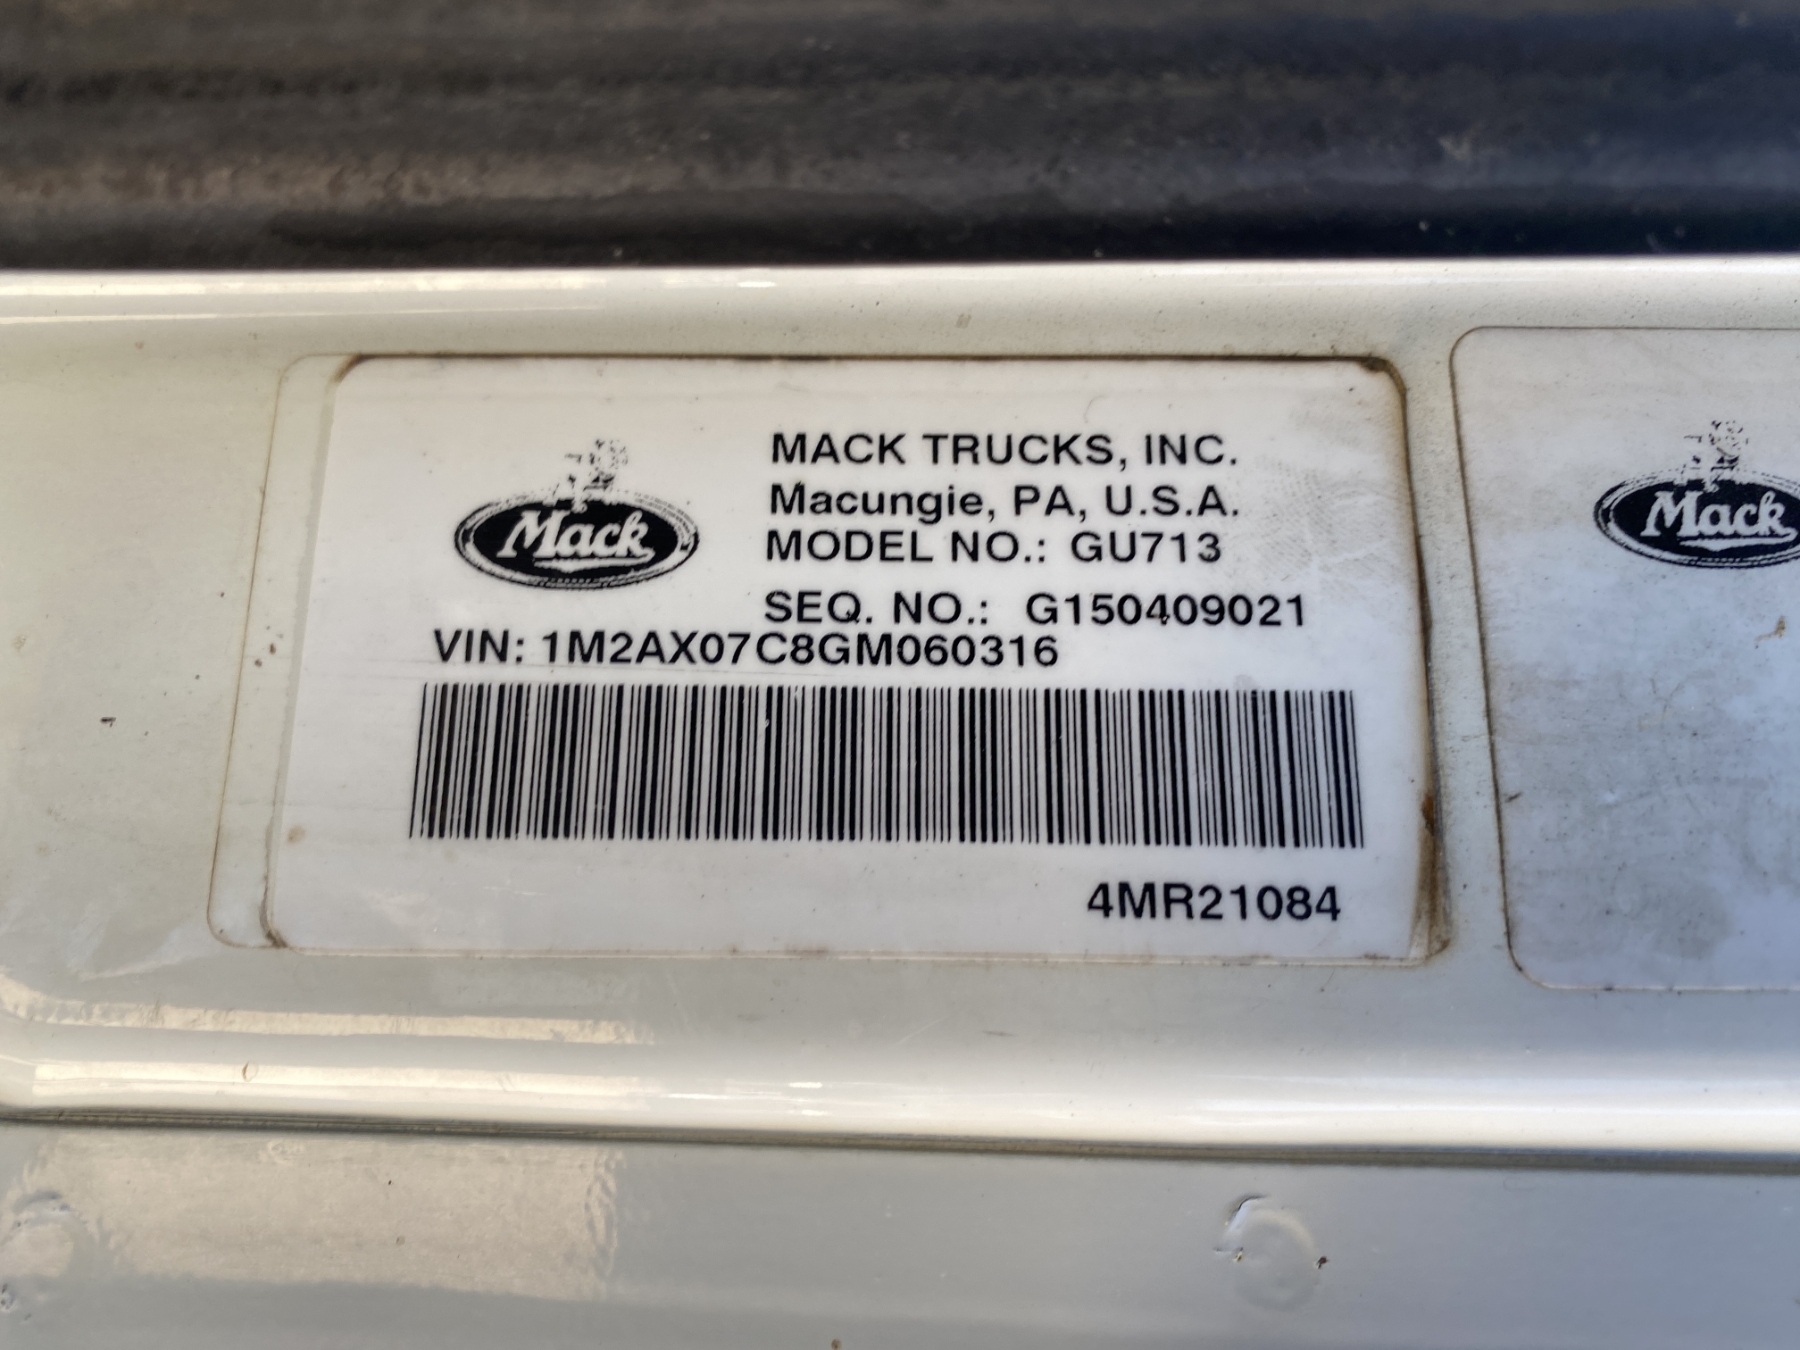 Mack
MACK TRUCKS, INC.
Macungie, PA, U.S.A.
MODEL NO.: GU713
SEQ. NO.: G150409021
VIN: 1M2AX07C8GM060316
4MR21084
Mack